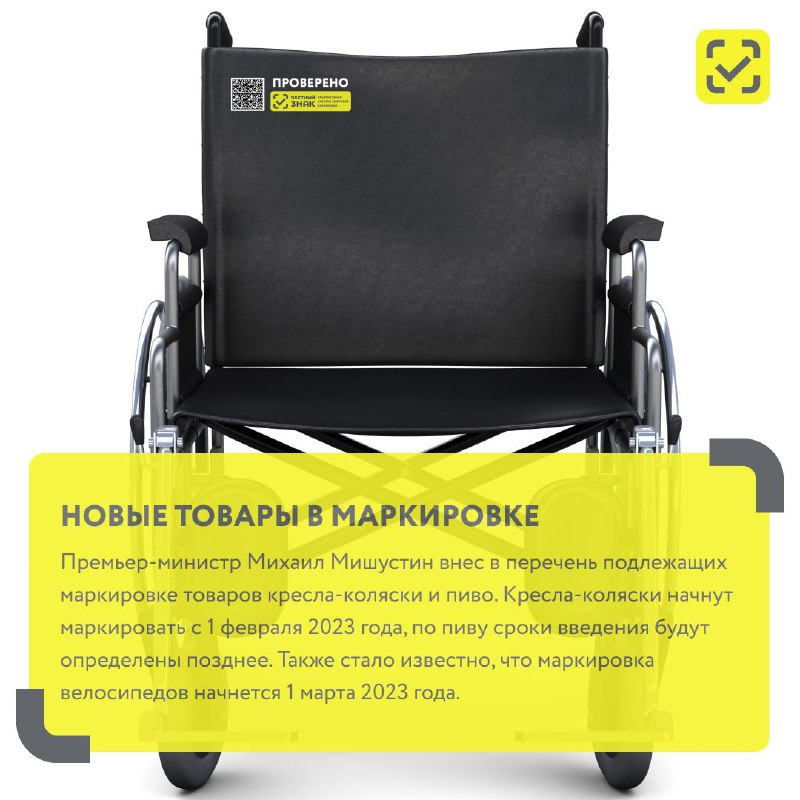 ПРОВЕРЕНО
ЧЕСТНЫЙ
ЗНАК
НОВЫЕ ТОВАРЫ В МАРКИРОВКЕ
Премьер-министр Михаил Мишустин внес в перечень подлежащих
маркировке товаров кресла-коляски и пиво. Кресла-коляски начнут
маркировать с 1 февраля 2023 года, по пиву сроки введения будут
определены позднее. Также стало известно, что маркировка
велосипедов начнется 1 марта 2023 года.